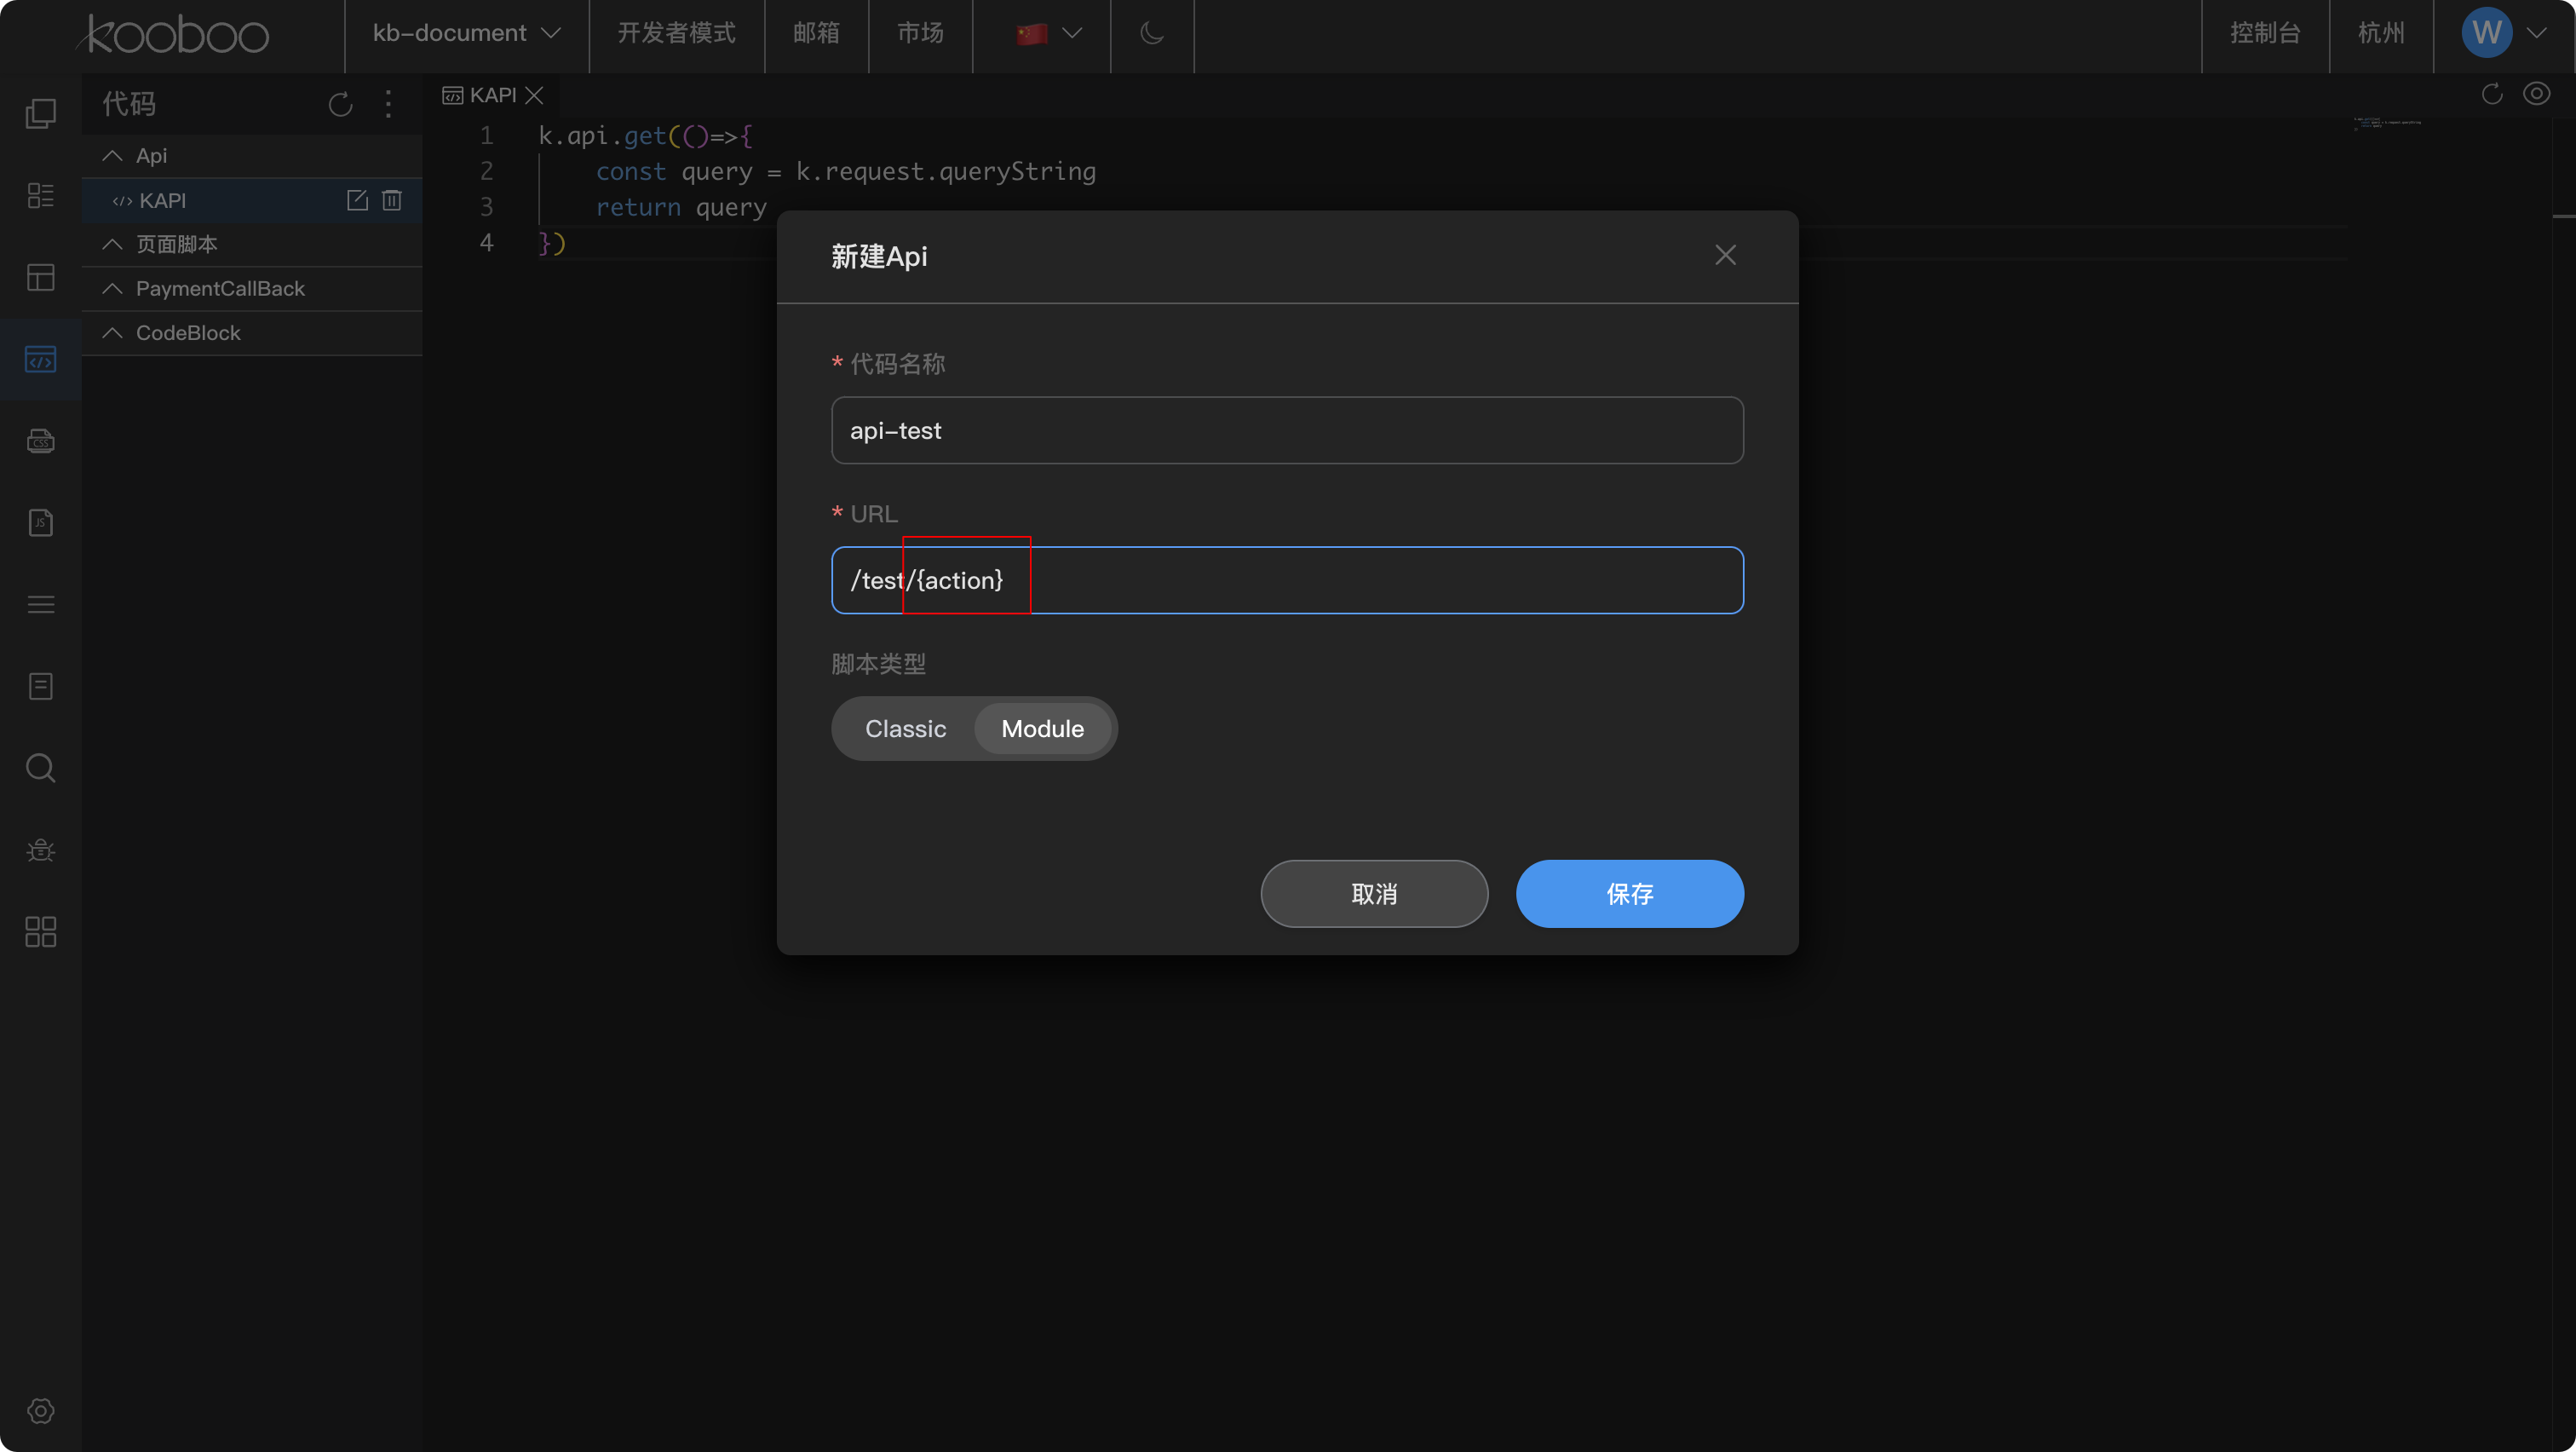 kooboo
kb-document
开发者模式
邮箱
市场
控制台
杭州
W
代码
KAPI
Api
KAPI
页面脚本
PaymentCallBack
CodeBlock
CSS
JS
1 k.api.get(()=>{
2 const query = k.request.queryString
3 return query
4 })
新建Api
* 代码名称
api-test
* URL
/test/{action}
脚本类型
Classic Module
取消 保存